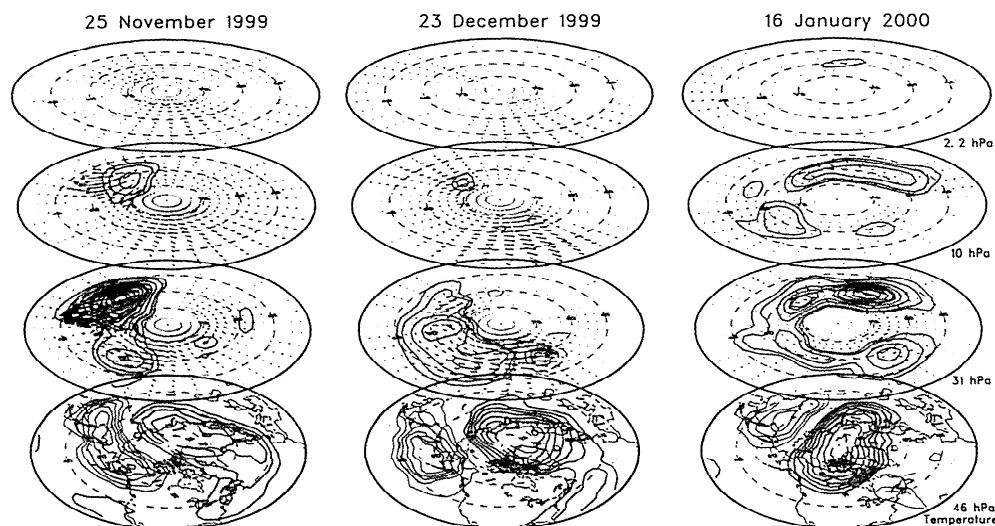 25 November 1999
23 December 1999
16 January 2000
2.2 hPa
10 hPa
31 hPa
46 hPa
Temperature